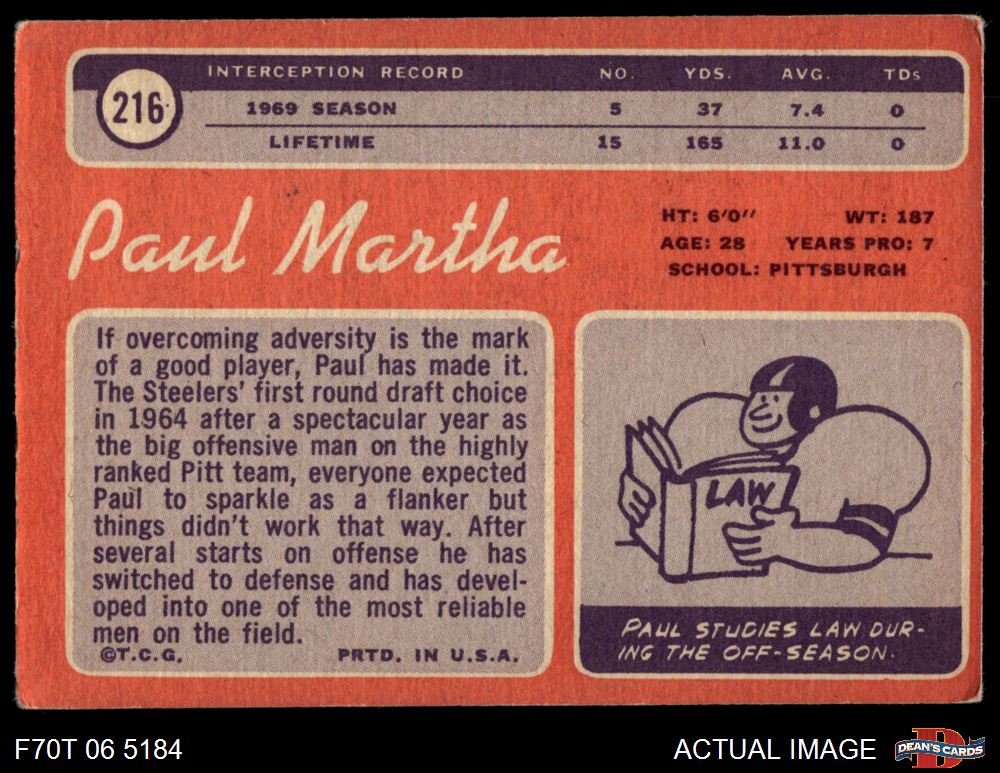 216
INTERCEPTION RECORD NO. YDS. AVG. TDs
1969 SEASON 5 37 7.4 0
LIFETIME 15 165 11.0 0
Paul Martha
HT: 6'0" WT: 187
AGE: 28 YEARS PRO: 7
SCHOOL: PITTSBURGH
If overcoming adversity is the mark
of a good player, Paul has made it.
The Steelers' first round draft choice
in 1964 after a spectacular year as
the big offensive man on the highly
ranked Pitt team, everyone expected
Paul to sparkle as a flanker but
things didn't work that way. After
several starts on offense he has
switched to defense and has devel-
oped into one of the most reliable
men on the field.
©T.C.G. PRTD. IN U.S.A.
LAW
PAUL STUDIES LAW DUR-
ING THE OFF-SEASON.
F70T 06 5184
ACTUAL IMAGE
D
DEAN'S CARDS